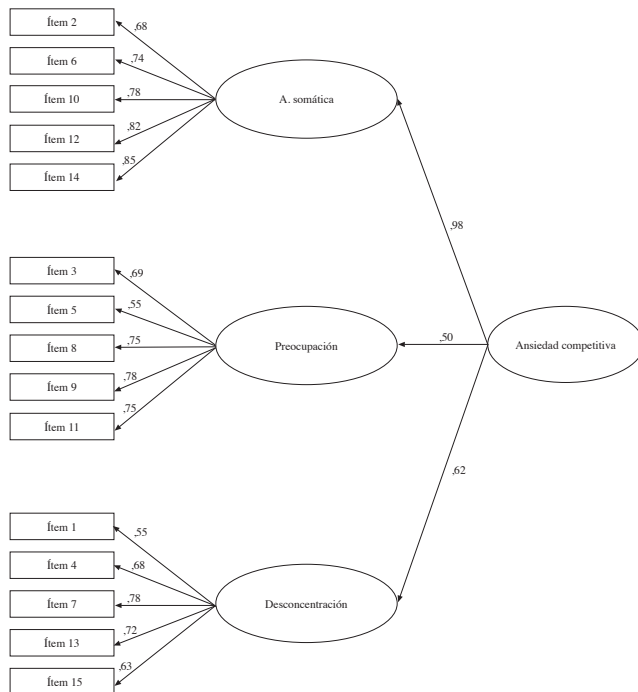 Ítem 2
,68
Ítem 6
,74
Ítem 10
,78
A. somática
Ítem 12
,82
Ítem 14
,85
,98
Ítem 3
,69
Ítem 5
,55
Ítem 8
,75
Preocupación
,50
Ansiedad competitiva
Ítem 9
,78
Ítem 11
,75
,62
Ítem 1
,55
Ítem 4
,68
Ítem 7
,78
Desconcentración
Ítem 13
,72
Ítem 15
,63